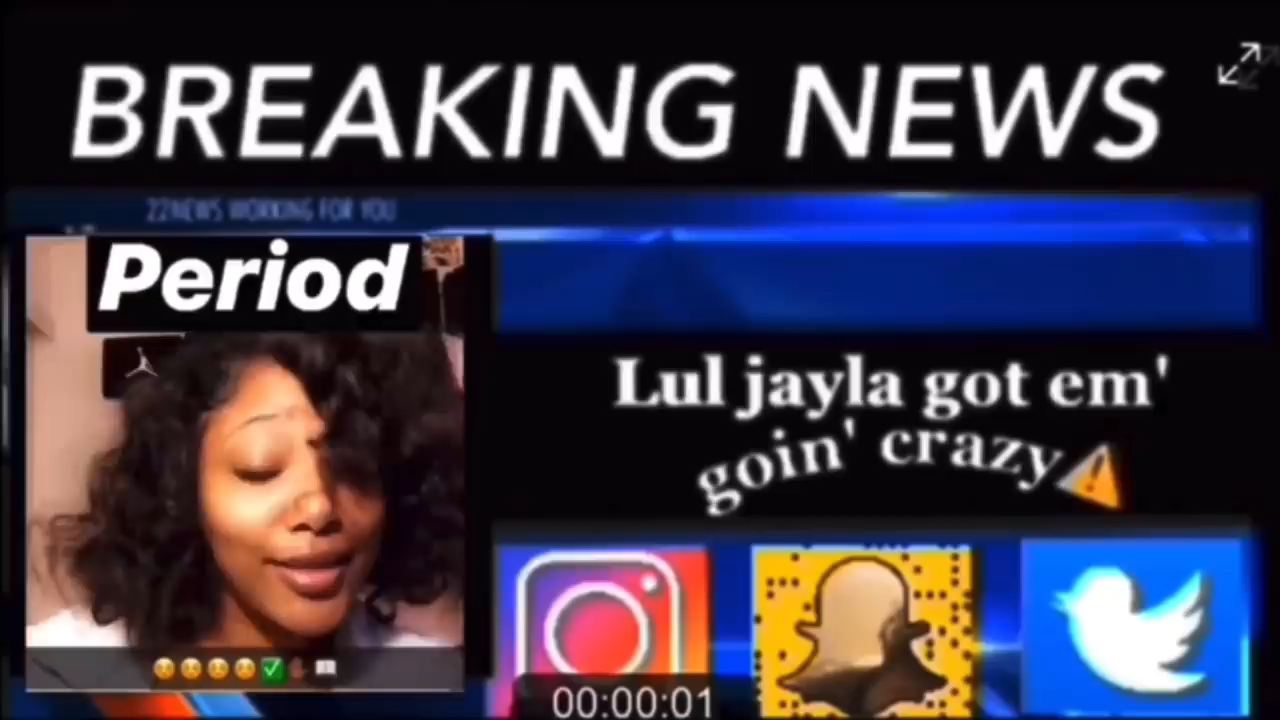 BREAKING NEWS
22NEWS WORKING FOR YOU
Period
Lul jayla got em'
goin' crazy⚠️
00:00:01